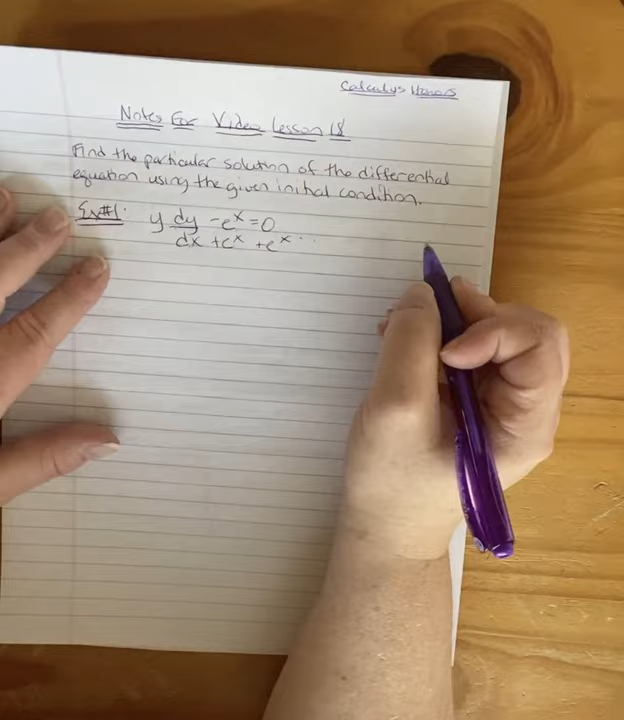 Calculus Honors
Notes For Video Lesson 18
Find the particular solution of the differential
equation using the given initial condition.
Ex#1: y dy - e^x = 0
dx + e^x + e^x